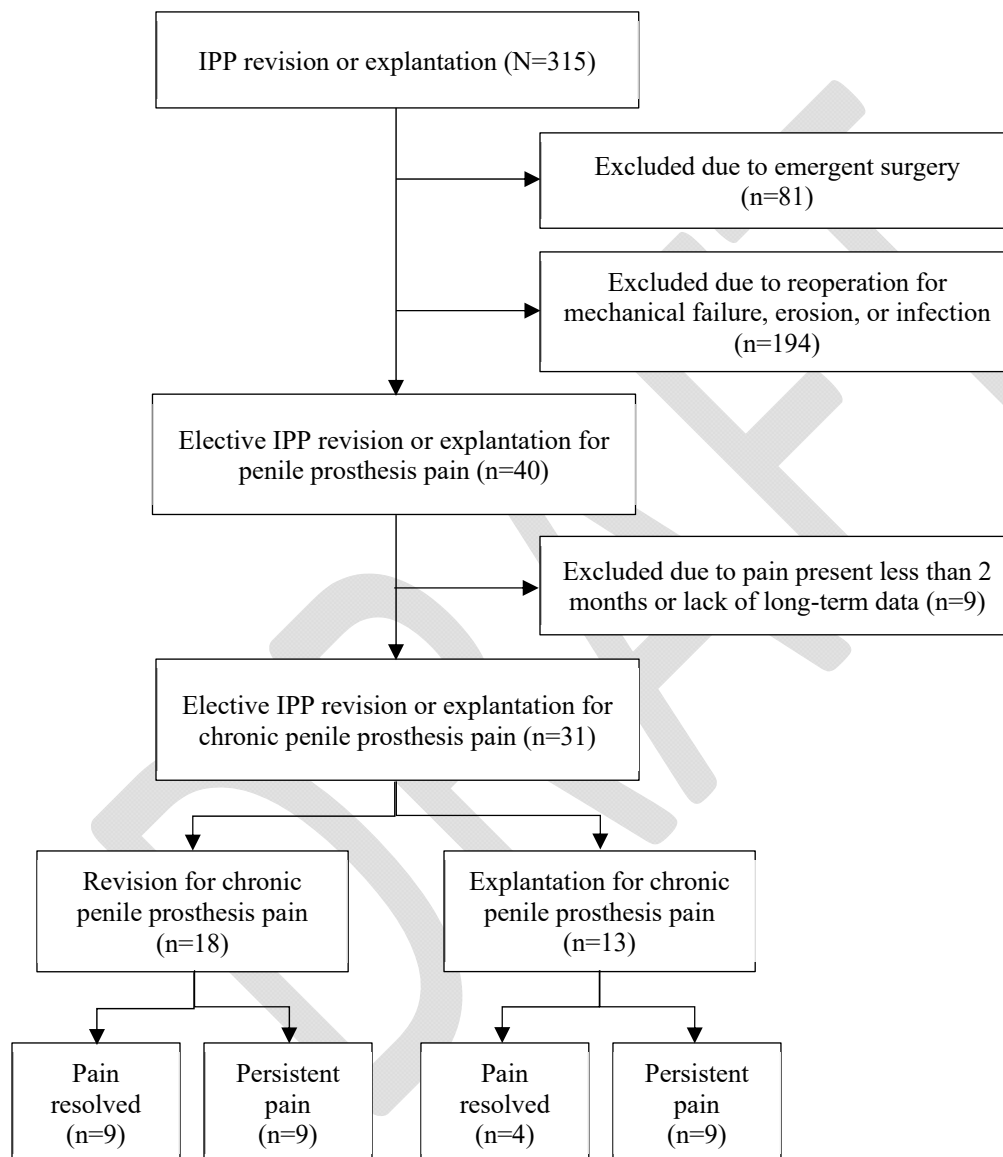 IPP revision or explantation (N=315)
Excluded due to emergent surgery
(n=81)
Excluded due to reoperation for
mechanical failure, erosion, or infection
(n=194)
Elective IPP revision or explantation for
penile prosthesis pain (n=40)
Excluded due to pain present less than 2
months or lack of long-term data (n=9)
Elective IPP revision or explantation for
chronic penile prosthesis pain (n=31)
Revision for chronic
penile prosthesis pain
(n=18)
Explantation for chronic
penile prosthesis pain
(n=13)
Pain
resolved
(n=9)
Persistent
pain
(n=9)
Pain
resolved
(n=4)
Persistent
pain
(n=9)
DRAFT